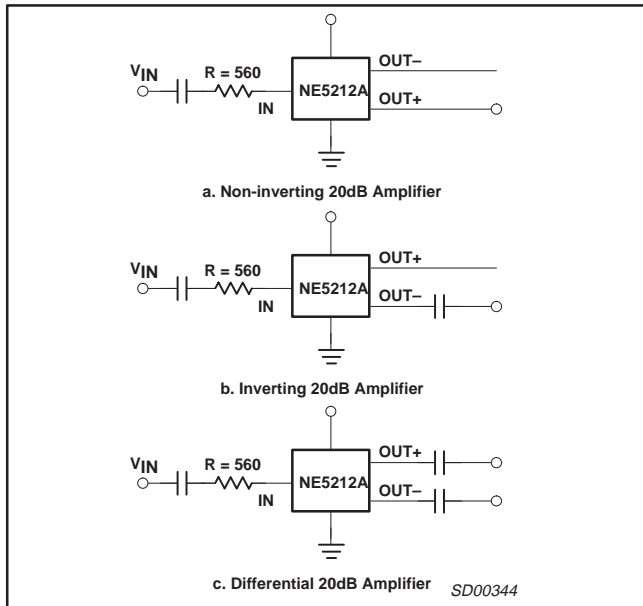 OUT–
VIN
R = 560
NE5212A
OUT+
IN
a. Non-inverting 20dB Amplifier
OUT+
VIN
R = 560
NE5212A
OUT–
IN
b. Inverting 20dB Amplifier
OUT+
VIN
R = 560
NE5212A
OUT–
IN
c. Differential 20dB Amplifier SD00344